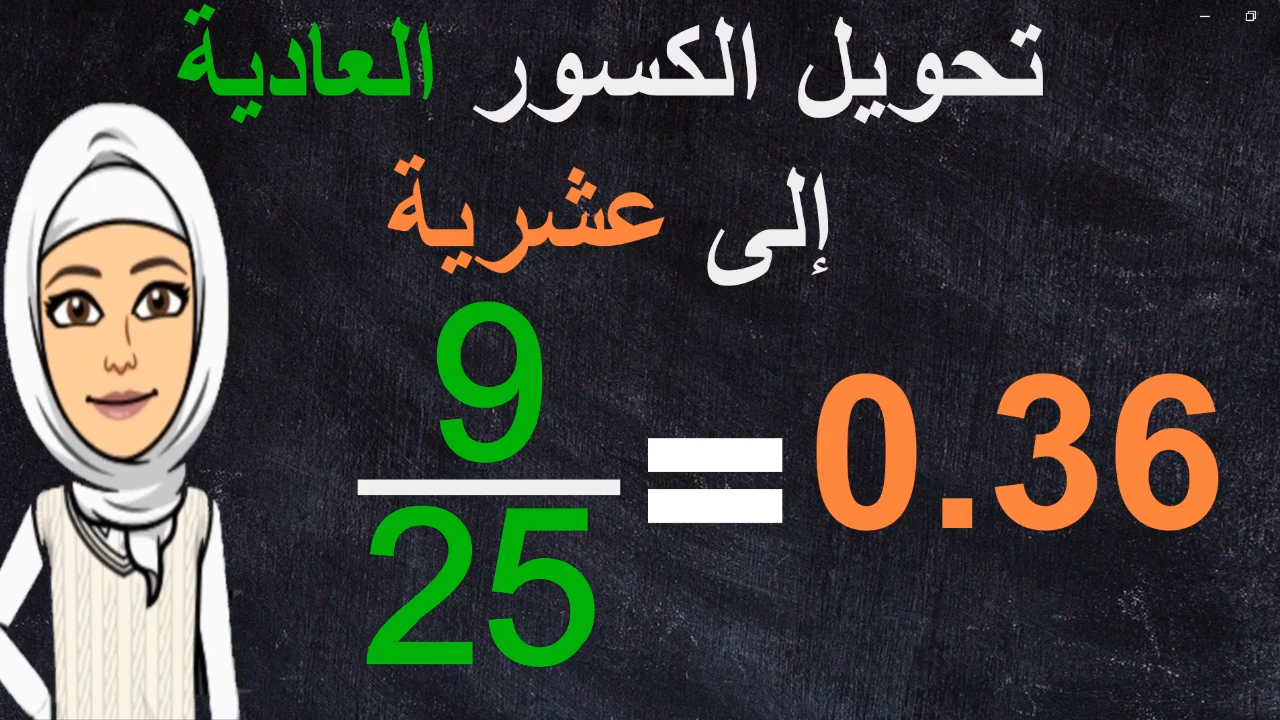 تحويل الكسور العادية
إلى عشرية
9
25
=
0.36